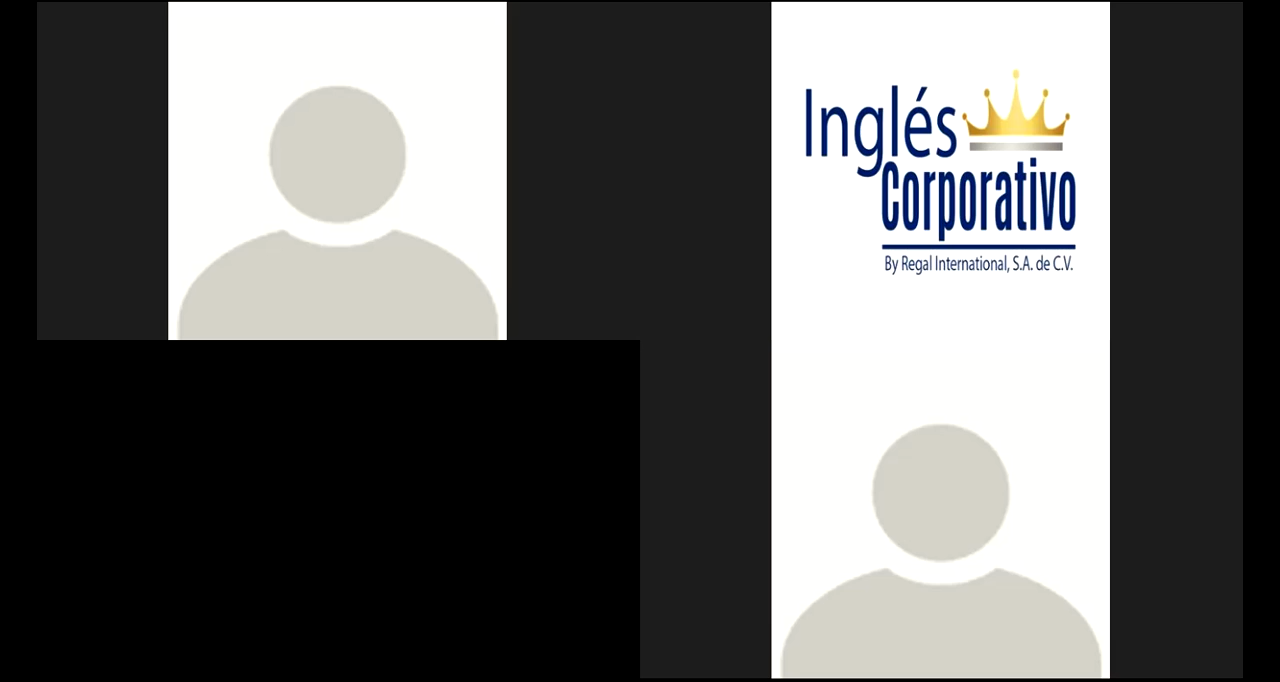 Inglés
Corporativo
By Regal International, S.A. de C.V.